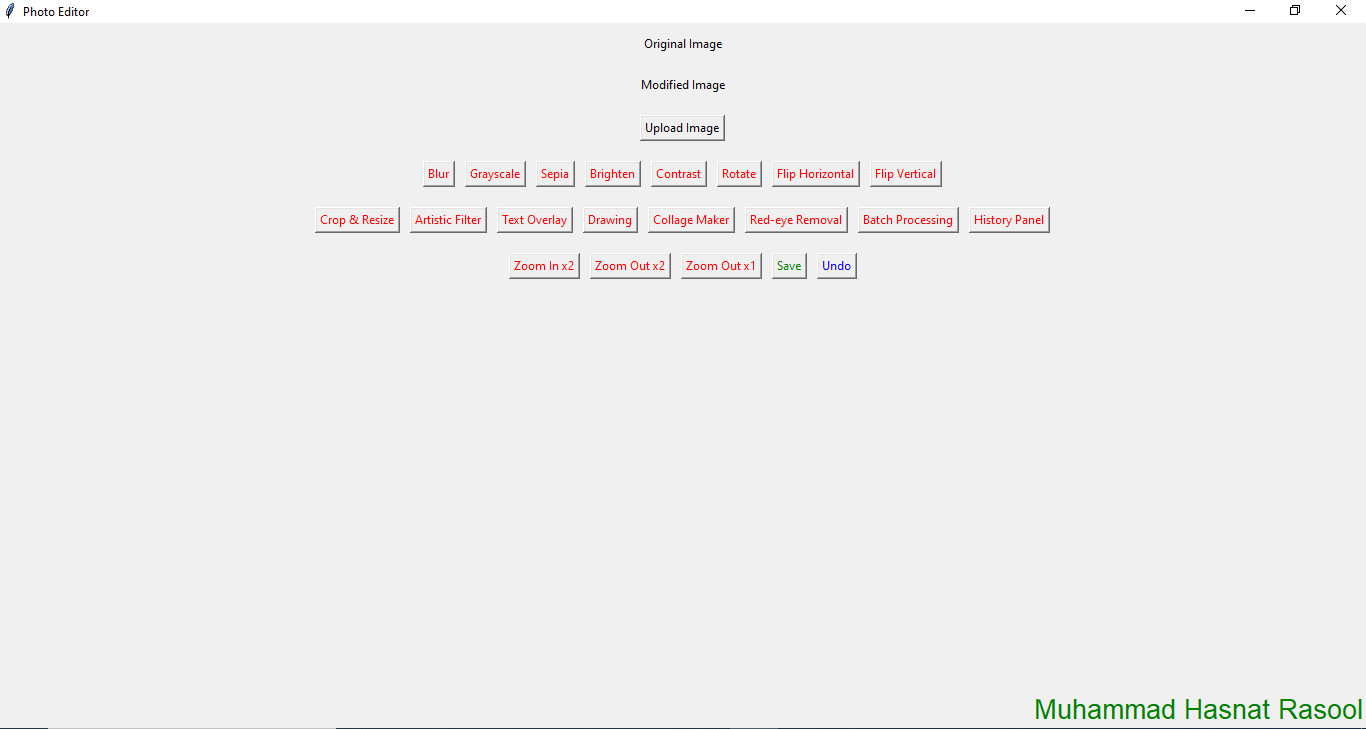 Photo Editor
Original Image
Modified Image
Upload Image
Blur Grayscale Sepia Brighten Contrast Rotate Flip Horizontal Flip Vertical
Crop & Resize Artistic Filter Text Overlay Drawing Collage Maker Red-eye Removal Batch Processing History Panel
Zoom In x2 Zoom Out x2 Zoom Out x1 Save Undo
Muhammad Hasnat Rasool